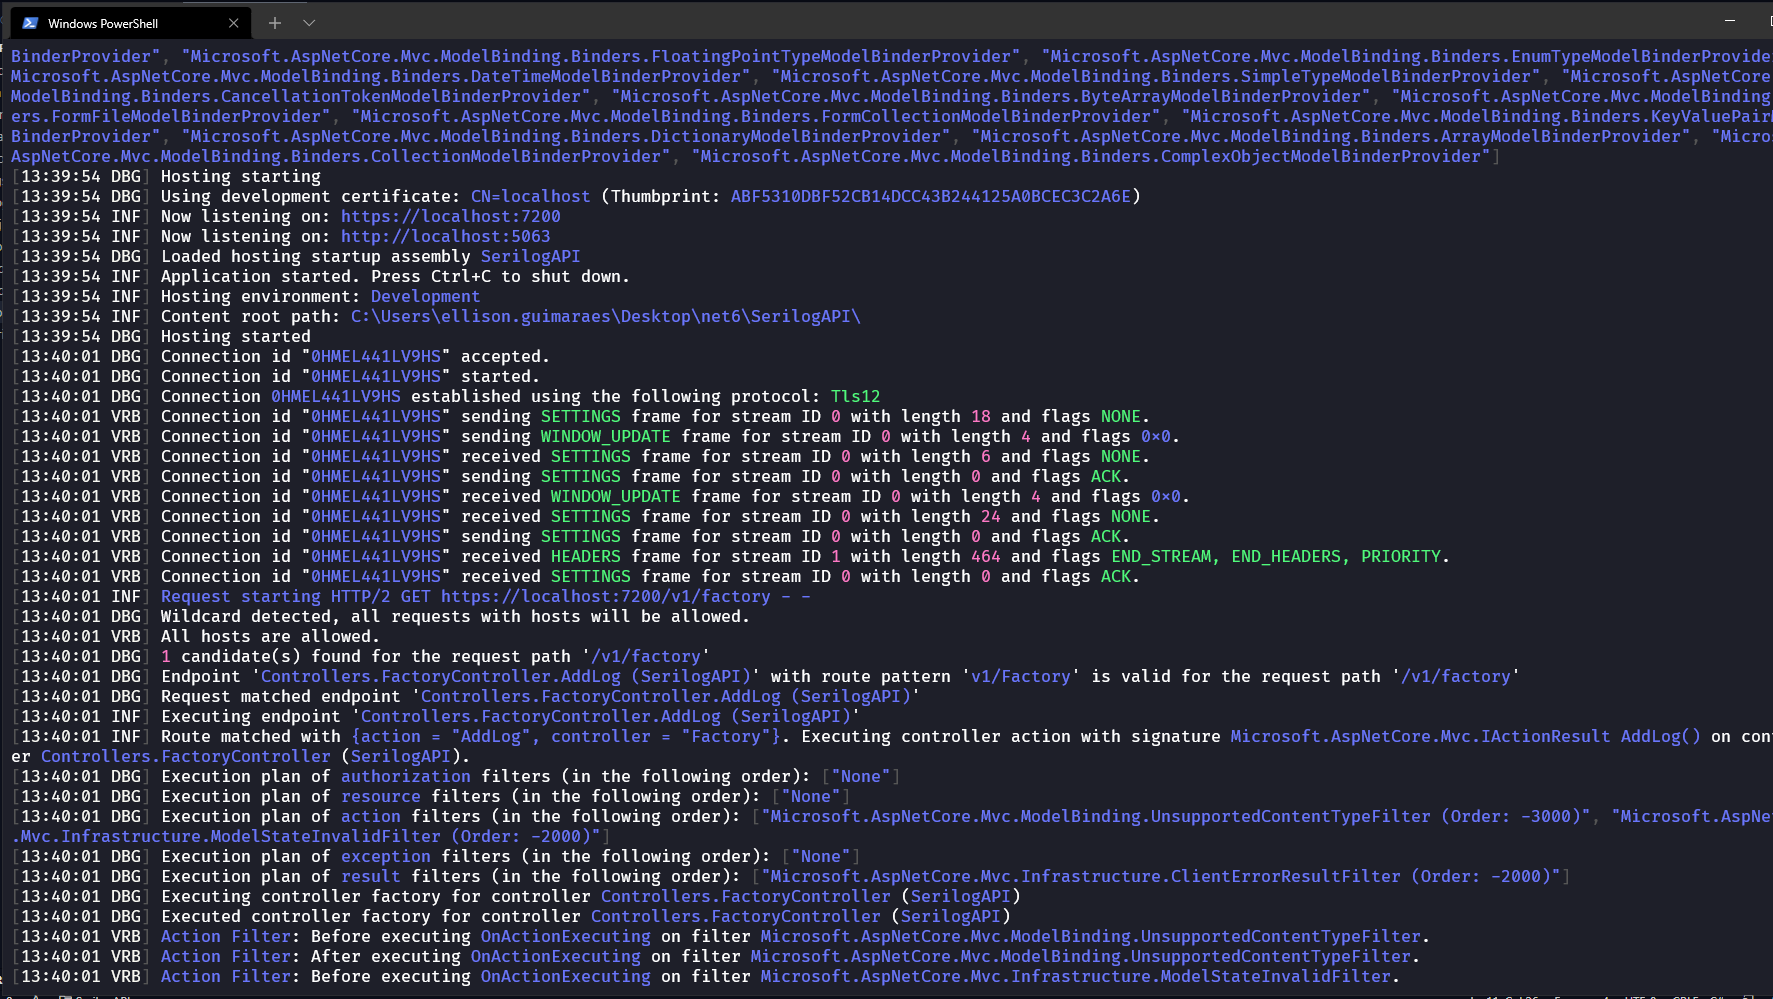 Windows PowerShell
BinderProvider", "Microsoft.AspNetCore.Mvc.ModelBinding.Binders.FloatingPointTypeModelBinderProvider", "Microsoft.AspNetCore.Mvc.ModelBinding.Binders.EnumTypeModelBinderProvide
Microsoft.AspNetCore.Mvc.ModelBinding.Binders.DateTimeModelBinderProvider", "Microsoft.AspNetCore.Mvc.ModelBinding.Binders.SimpleTypeModelBinderProvider", "Microsoft.AspNetCore
ModelBinding.Binders.CancellationTokenModelBinderProvider", "Microsoft.AspNetCore.Mvc.ModelBinding.Binders.ByteArrayModelBinderProvider", "Microsoft.AspNetCore.Mvc.ModelBinding
ers.FormFileModelBinderProvider", "Microsoft.AspNetCore.Mvc.ModelBinding.Binders.FormCollectionModelBinderProvider", "Microsoft.AspNetCore.Mvc.ModelBinding.Binders.KeyValuePairM
BinderProvider", "Microsoft.AspNetCore.Mvc.ModelBinding.Binders.DictionaryModelBinderProvider", "Microsoft.AspNetCore.Mvc.ModelBinding.Binders.ArrayModelBinderProvider", "Micros
AspNetCore.Mvc.ModelBinding.Binders.CollectionModelBinderProvider", "Microsoft.AspNetCore.Mvc.ModelBinding.Binders.ComplexObjectModelBinderProvider"]
[13:39:54 DBG] Hosting starting
[13:39:54 DBG] Using development certificate: CN=localhost (Thumbprint: ABF5310DBF52CB14DCC43B244125A0BCEC3C2A6E)
[13:39:54 INF] Now listening on: https://localhost:7200
[13:39:54 INF] Now listening on: http://localhost:5063
[13:39:54 DBG] Loaded hosting startup assembly SerilogAPI
[13:39:54 INF] Application started. Press Ctrl+C to shut down.
[13:39:54 INF] Hosting environment: Development
[13:39:54 INF] Content root path: C:\Users\ellison.guimaraes\Desktop\net6\SerilogAPI\
[13:39:54 DBG] Hosting started
[13:40:01 DBG] Connection id "0HMEL441LV9HS" accepted.
[13:40:01 DBG] Connection id "0HMEL441LV9HS" started.
[13:40:01 DBG] Connection 0HMEL441LV9HS established using the following protocol: Tls12
[13:40:01 VRB] Connection id "0HMEL441LV9HS" sending SETTINGS frame for stream ID 0 with length 18 and flags NONE.
[13:40:01 VRB] Connection id "0HMEL441LV9HS" sending WINDOW_UPDATE frame for stream ID 0 with length 4 and flags 0x0.
[13:40:01 VRB] Connection id "0HMEL441LV9HS" received SETTINGS frame for stream ID 0 with length 6 and flags NONE.
[13:40:01 VRB] Connection id "0HMEL441LV9HS" sending SETTINGS frame for stream ID 0 with length 0 and flags ACK.
[13:40:01 VRB] Connection id "0HMEL441LV9HS" received WINDOW_UPDATE frame for stream ID 0 with length 4 and flags 0x0.
[13:40:01 VRB] Connection id "0HMEL441LV9HS" received SETTINGS frame for stream ID 0 with length 24 and flags NONE.
[13:40:01 VRB] Connection id "0HMEL441LV9HS" sending SETTINGS frame for stream ID 0 with length 0 and flags ACK.
[13:40:01 VRB] Connection id "0HMEL441LV9HS" received HEADERS frame for stream ID 1 with length 464 and flags END_STREAM, END_HEADERS, PRIORITY.
[13:40:01 VRB] Connection id "0HMEL441LV9HS" received SETTINGS frame for stream ID 0 with length 0 and flags ACK.
[13:40:01 INF] Request starting HTTP/2 GET https://localhost:7200/v1/factory - -
[13:40:01 DBG] Wildcard detected, all requests with hosts will be allowed.
[13:40:01 VRB] All hosts are allowed.
[13:40:01 DBG] 1 candidate(s) found for the request path '/v1/factory'
[13:40:01 DBG] Endpoint 'Controllers.FactoryController.AddLog (SerilogAPI)' with route pattern 'v1/Factory' is valid for the request path '/v1/factory'
[13:40:01 DBG] Request matched endpoint 'Controllers.FactoryController.AddLog (SerilogAPI)'
[13:40:01 INF] Executing endpoint 'Controllers.FactoryController.AddLog (SerilogAPI)'
[13:40:01 INF] Route matched with {action = "AddLog", controller = "Factory"}. Executing controller action with signature Microsoft.AspNetCore.Mvc.IActionResult AddLog() on cont
er Controllers.FactoryController (SerilogAPI).
[13:40:01 DBG] Execution plan of authorization filters (in the following order): ["None"]
[13:40:01 DBG] Execution plan of resource filters (in the following order): ["None"]
[13:40:01 DBG] Execution plan of action filters (in the following order): ["Microsoft.AspNetCore.Mvc.ModelBinding.UnsupportedContentTypeFilter (Order: -3000)", "Microsoft.AspNe
.Mvc.Infrastructure.ModelStateInvalidFilter (Order: -2000)"]
[13:40:01 DBG] Execution plan of exception filters (in the following order): ["None"]
[13:40:01 DBG] Execution plan of result filters (in the following order): ["Microsoft.AspNetCore.Mvc.Infrastructure.ClientErrorResultFilter (Order: -2000)"]
[13:40:01 DBG] Executing controller factory for controller Controllers.FactoryController (SerilogAPI)
[13:40:01 DBG] Executed controller factory for controller Controllers.FactoryController (SerilogAPI)
[13:40:01 VRB] Action Filter: Before executing OnActionExecuting on filter Microsoft.AspNetCore.Mvc.ModelBinding.UnsupportedContentTypeFilter.
[13:40:01 VRB] Action Filter: After executing OnActionExecuting on filter Microsoft.AspNetCore.Mvc.ModelBinding.UnsupportedContentTypeFilter.
[13:40:01 VRB] Action Filter: Before executing OnActionExecuting on filter Microsoft.AspNetCore.Mvc.Infrastructure.ModelStateInvalidFilter.